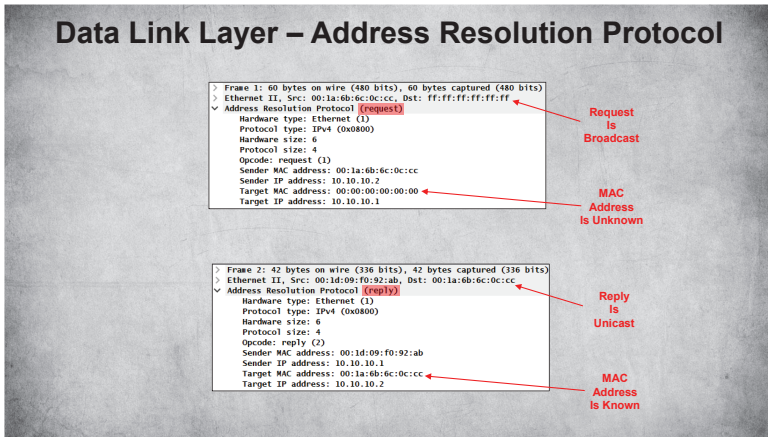 Data Link Layer – Address Resolution Protocol
> Frame 1: 60 bytes on wire (480 bits), 60 bytes captured (480 bits)
> Ethernet II, Src: 00:1a:6b:6c:0c:cc, Dst: ff:ff:ff:ff:ff:ff
Address Resolution Protocol (request)
Hardware type: Ethernet (1)
Protocol type: IPv4 (0x0800)
Hardware size: 6
Protocol size: 4
Opcode: request (1)
Sender MAC address: 00:1a:6b:6c:0c:cc
Sender IP address: 10.10.10.2
Target MAC address: 00:00:00:00:00:00
Target IP address: 10.10.10.1
Request
Is
Broadcast
MAC
Address
Is Unknown
> Frame 2: 42 bytes on wire (336 bits), 42 bytes captured (336 bits)
> Ethernet II, Src: 00:1d:09:f0:92:ab, Dst: 00:1a:6b:6c:0c:cc
Address Resolution Protocol (reply)
Hardware type: Ethernet (1)
Protocol type: IPv4 (0x0800)
Hardware size: 6
Protocol size: 4
Opcode: reply (2)
Sender MAC address: 00:1d:09:f0:92:ab
Sender IP address: 10.10.10.1
Target MAC address: 00:1a:6b:6c:0c:cc
Target IP address: 10.10.10.2
Reply
Is
Unicast
MAC
Address
Is Known